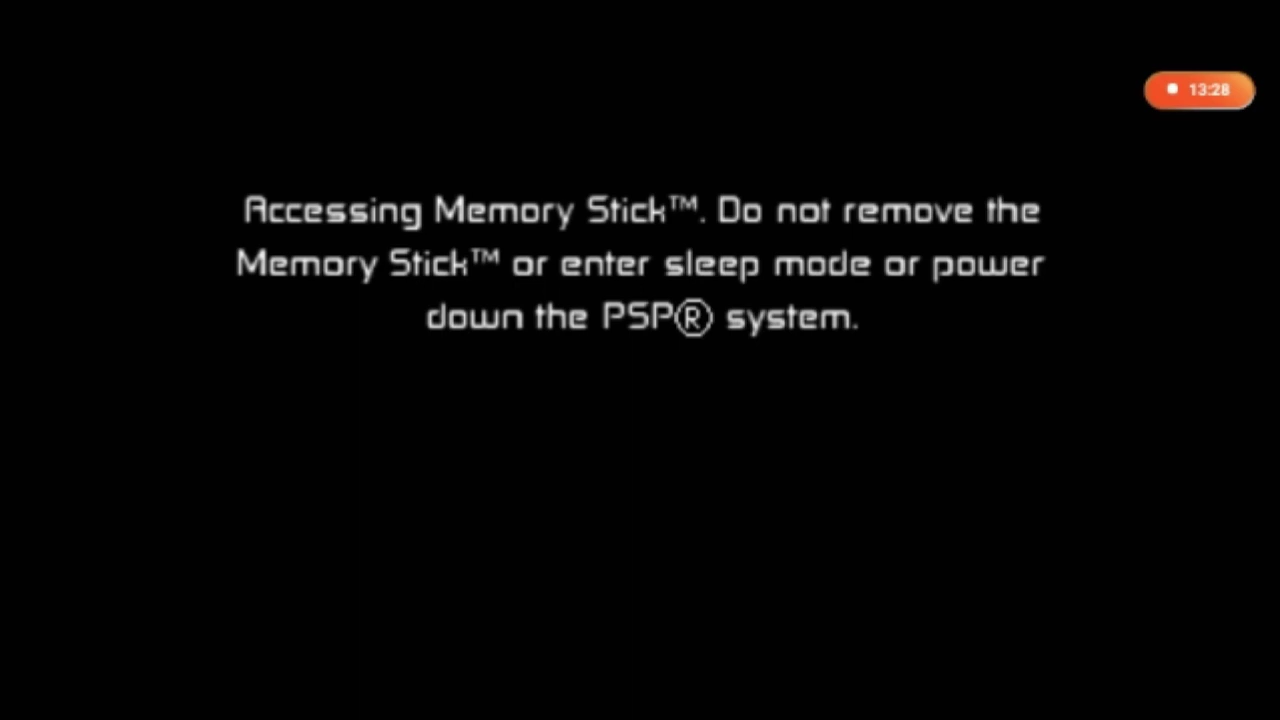 13:28
Accessing Memory Stick™. Do not remove the
Memory Stick™ or enter sleep mode or power
down the PSP® system.